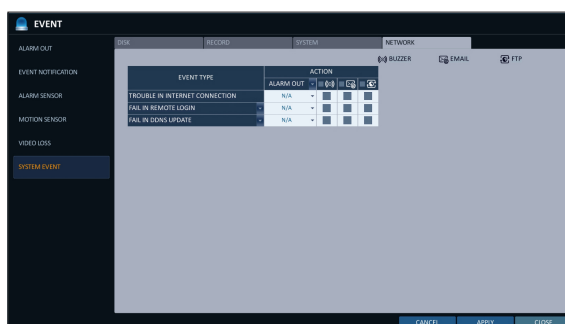 EVENT
ALARM OUT
EVENT NOTIFICATION
ALARM SENSOR
MOTION SENSOR
VIDEO LOSS
SYSTEM EVENT
DISK RECORD SYSTEM NETWORK
BUZZER EMAIL FTP
EVENT TYPE ACTION
ALARM OUT
TROUBLE IN INTERNET CONNECTION N/A
FAIL IN REMOTE LOGIN N/A
FAIL IN DDNS UPDATE N/A
CANCEL APPLY CLOSE